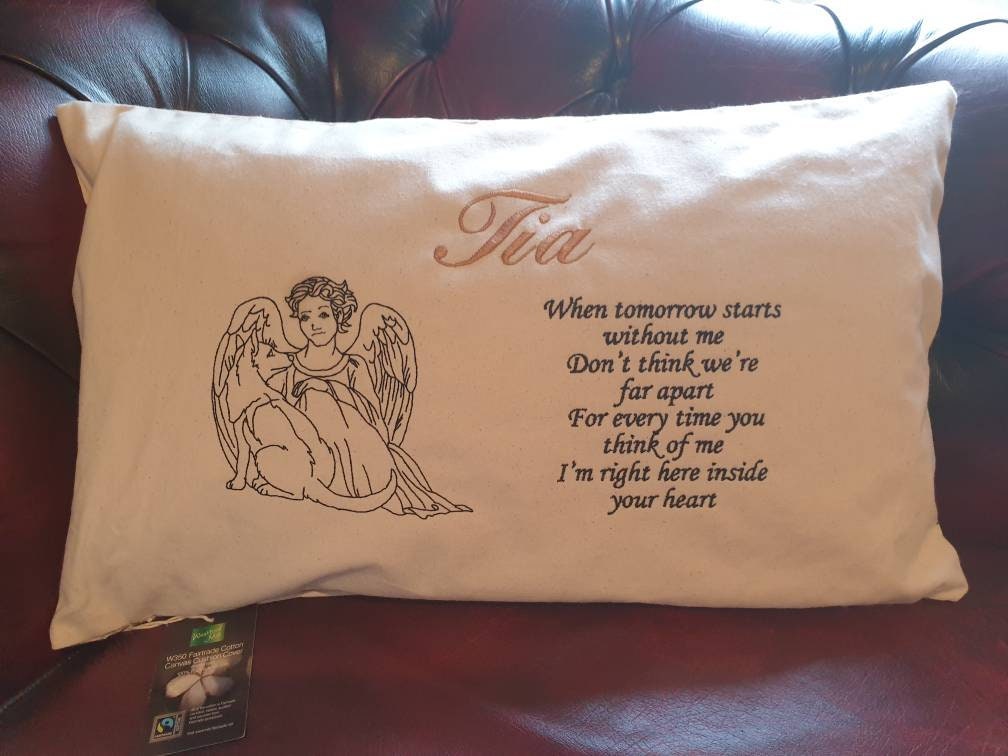 Tia
When tomorrow starts
without me
Don't think we're
far apart
For every time you
think of me
I'm right here inside
your heart
W350 Fairtrade Cotton
Canvas Cushion Cover